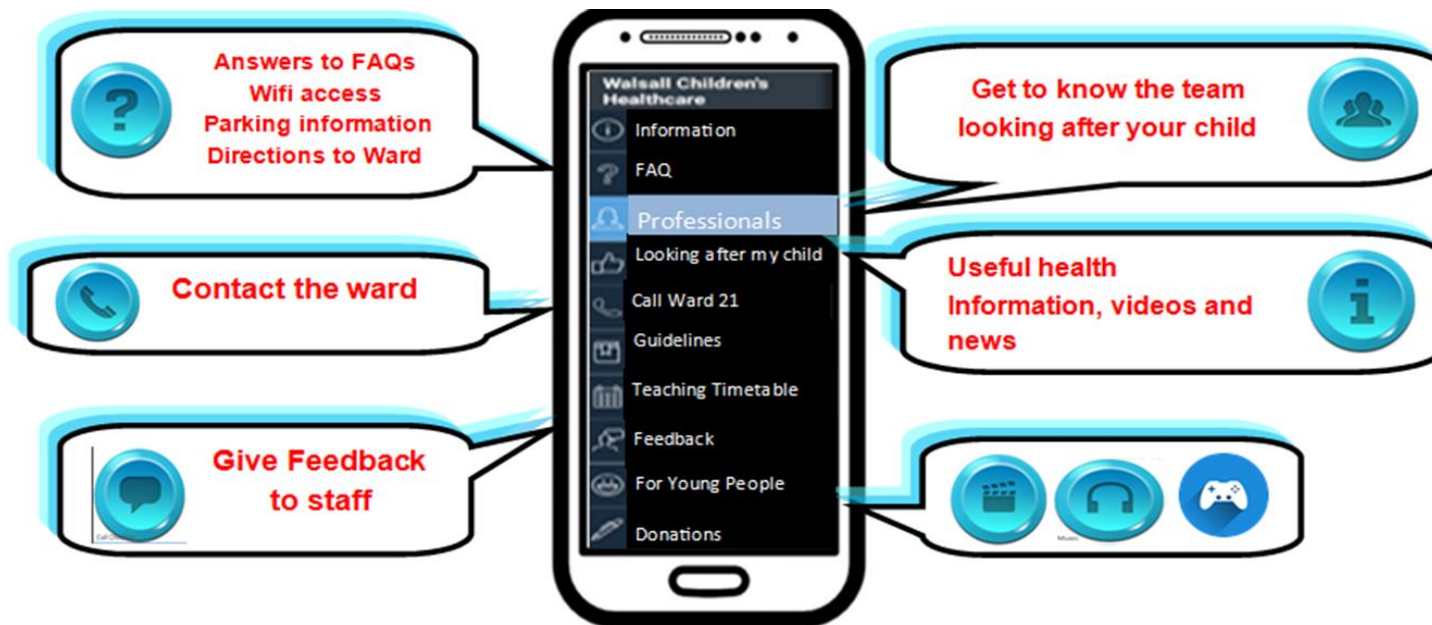 Answers to FAQs
Wifi access
Parking information
Directions to Ward
Contact the ward
Give Feedback
to staff
Walsall Children's
Healthcare
Information
FAQ
Professionals
Looking after my child
Call Ward 21
Guidelines
Teaching Timetable
Feedback
For Young People
Donations
Get to know the team
looking after your child
Useful health
Information, videos and
news
Music